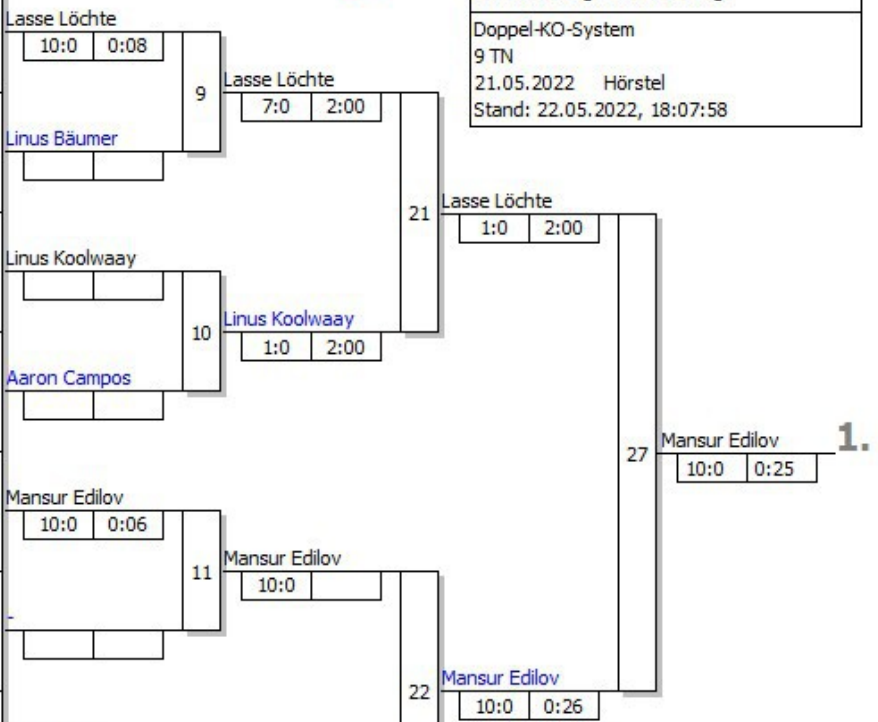 Doppel-KO-System
9 TN
21.05.2022 Hörstel
Stand: 22.05.2022, 18:07:58
Lasse Löchte
10:0 0:08
9
Linus Bäumer
Lasse Löchte
7:0 2:00
21
Linus Koolwaay
10
Aaron Campos
Linus Koolwaay
1:0 2:00
Lasse Löchte
1:0 2:00
27
Mansur Edilov
10:0 0:25
1.
Mansur Edilov
10:0 0:06
11
-
Mansur Edilov
10:0
22
Mansur Edilov
10:0 0:26